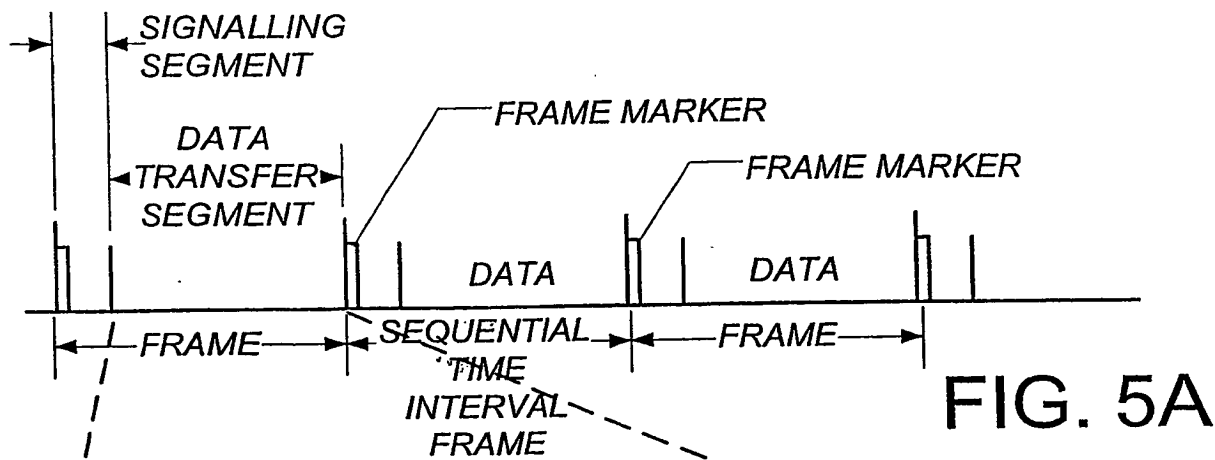 SIGNALLING
SEGMENT
DATA
TRANSFER
SEGMENT
FRAME MARKER
FRAME MARKER
DATA
DATA
FRAME
SEQUENTIAL
TIME
INTERVAL
FRAME
FRAME
FIG. 5A